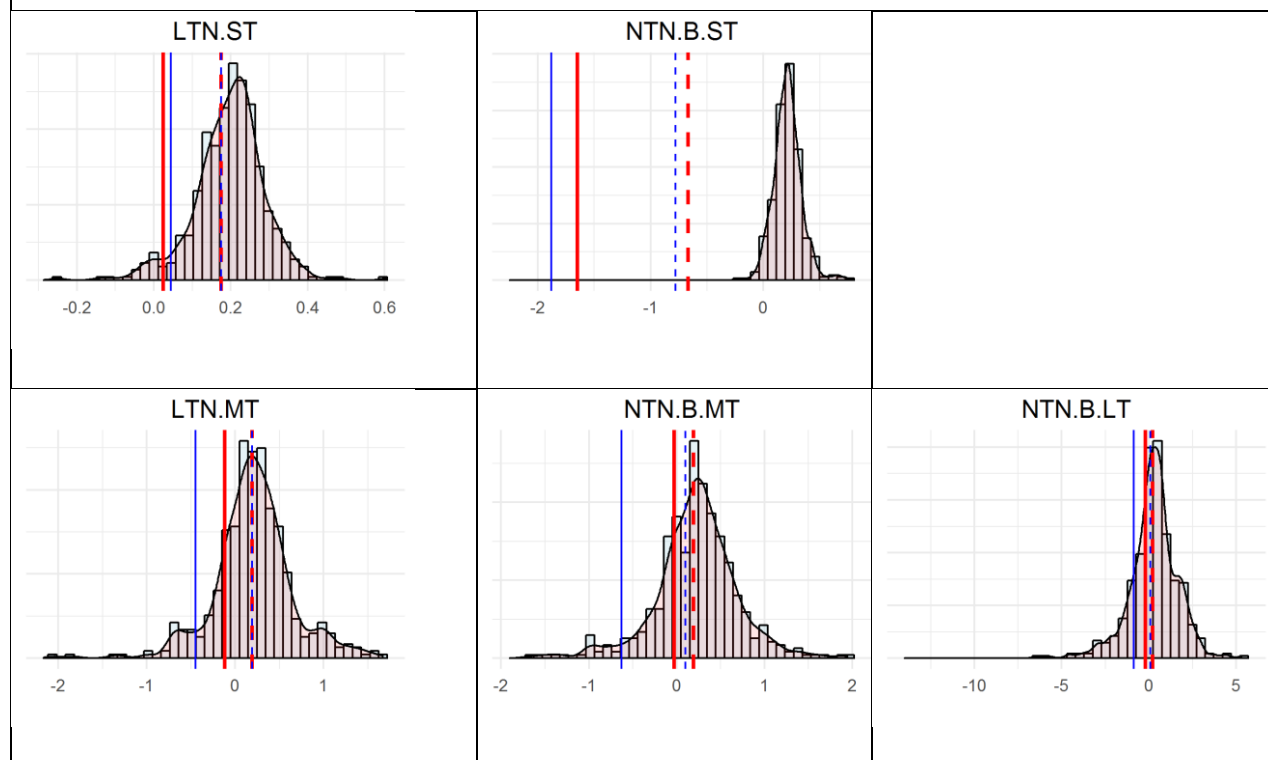 LTN.ST NTN.B.ST
-0.2 0.0 0.2 0.4 0.6 -2 -1 0
LTN.MT NTN.B.MT NTN.B.LT
-2 -1 0 1 -2 -1 0 1 2 -10 -5 0 5